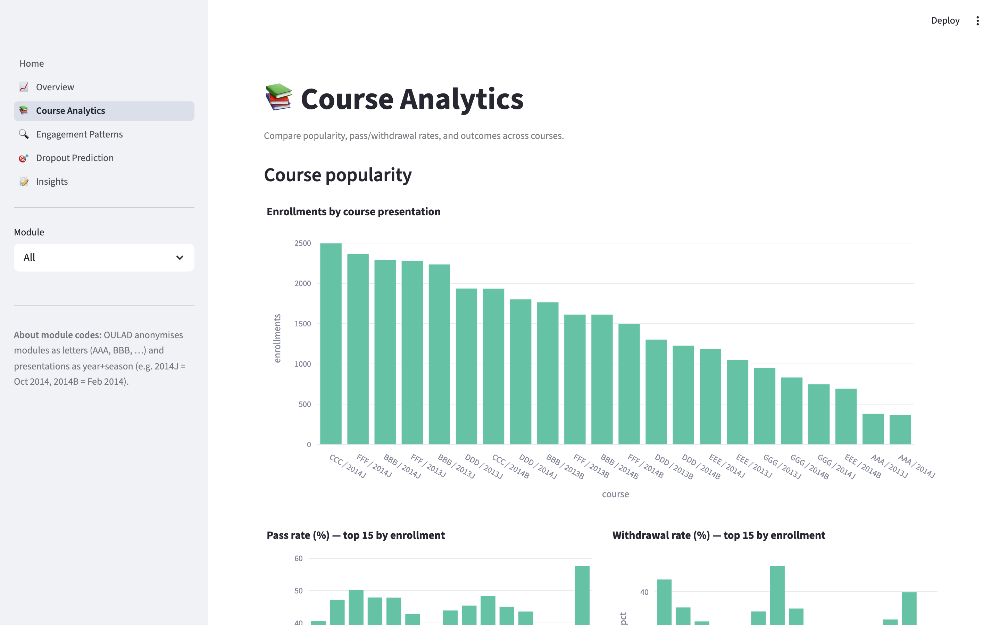 Deploy
Home
Overview
Course Analytics
Engagement Patterns
Dropout Prediction
Insights
Module
All
About module codes: OULAD anonymises
modules as letters (AAA, BBB, …) and
presentations as year+season (e.g. 2014J =
Oct 2014, 2014B = Feb 2014).
Course Analytics
Compare popularity, pass/withdrawal rates, and outcomes across courses.
Course popularity
Enrollments by course presentation
2500
2000
1500
1000
500
0
enrollments
CCC / 2014J
FFF / 2014J
BBB / 2014J
FFF / 2013J
BBB / 2013J
DDD / 2013J
CCC / 2014B
DDD / 2014J
BBB / 2013B
FFF / 2013B
BBB / 2014B
FFF / 2014B
DDD / 2013B
DDD / 2014B
EEE / 2014J
EEE / 2013J
GGG / 2013J
GGG / 2014B
GGG / 2014J
EEE / 2014B
AAA / 2013J
AAA / 2014J
course
Pass rate (%) — top 15 by enrollment
60
50
40
Withdrawal rate (%) — top 15 by enrollment
40
pct